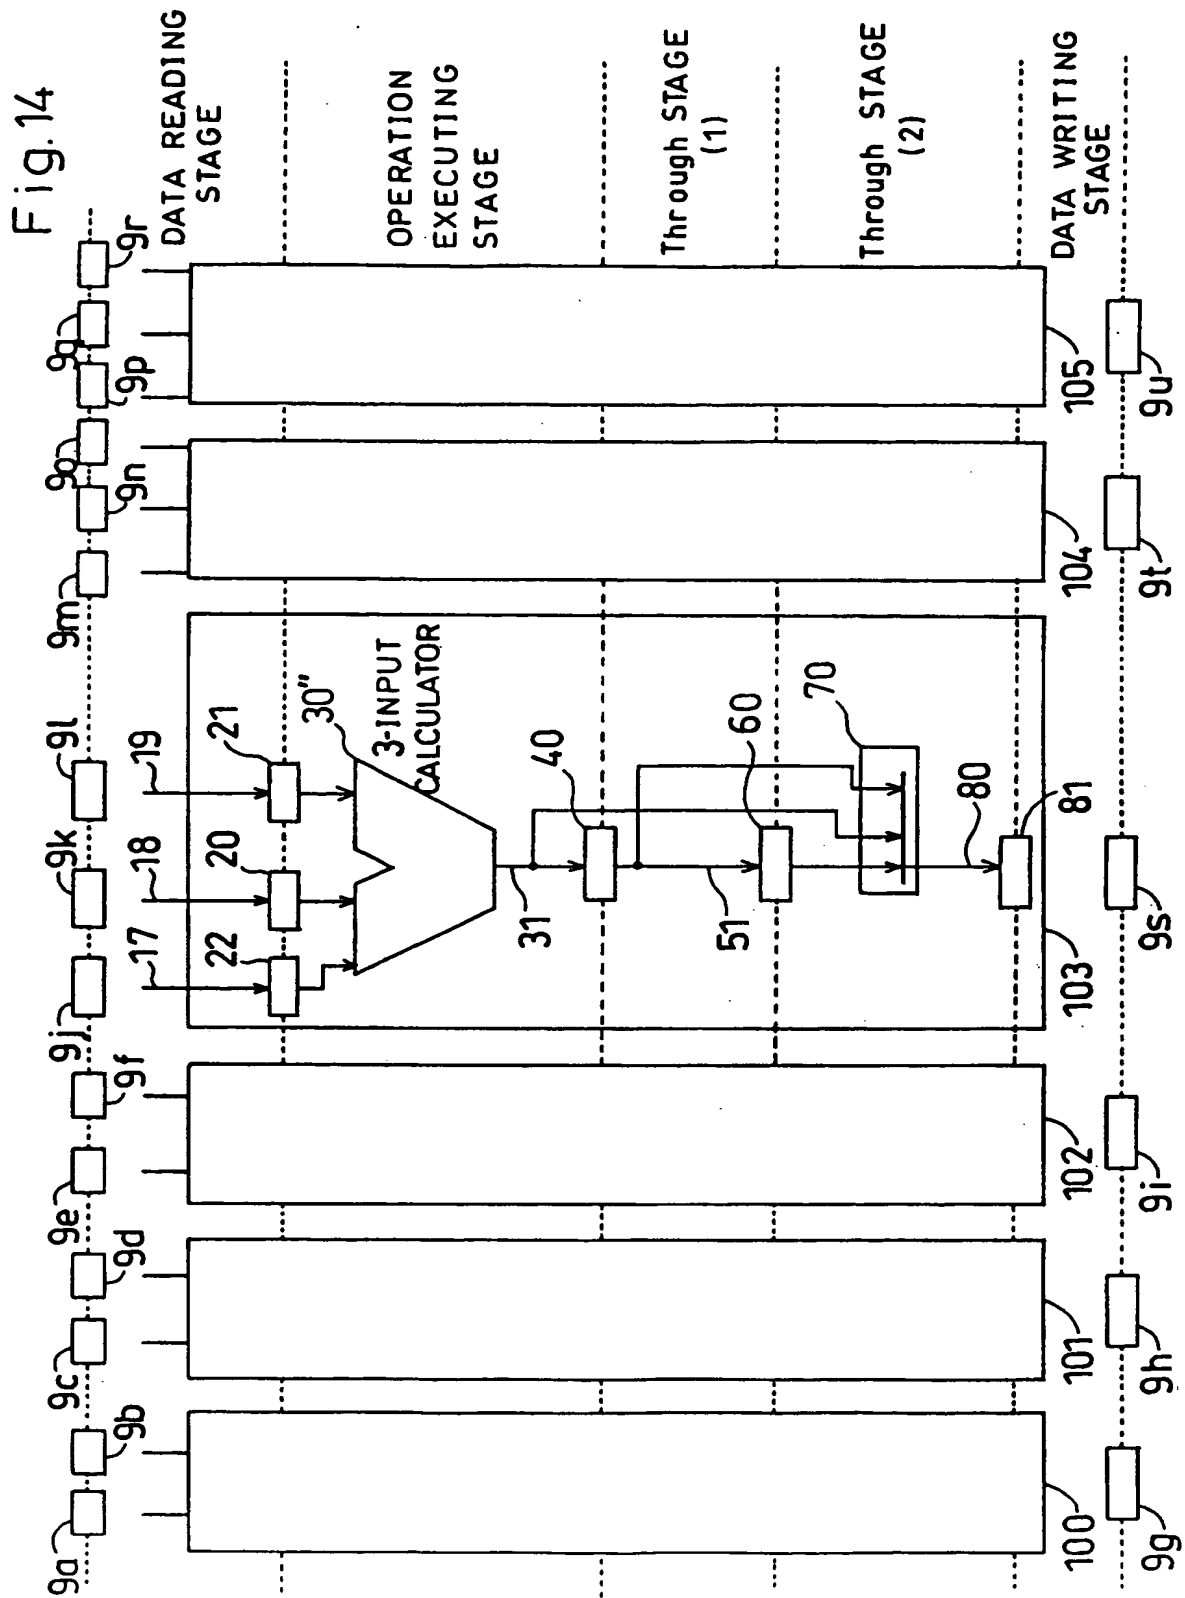 Fig.14
9a
9b
9c
9d
9e
9f
9j
9k
9l
9m
9n
9o
9p
9q
9r
DATA READING
STAGE
17
18
19
22
20
21
30"
3-INPUT
CALCULATOR
OPERATION
EXECUTING
STAGE
31
40
Through STAGE
(1)
51
60
70
Through STAGE
(2)
80
81
DATA WRITING
STAGE
100
101
102
103
104
105
9g
9h
9i
9s
9t
9u